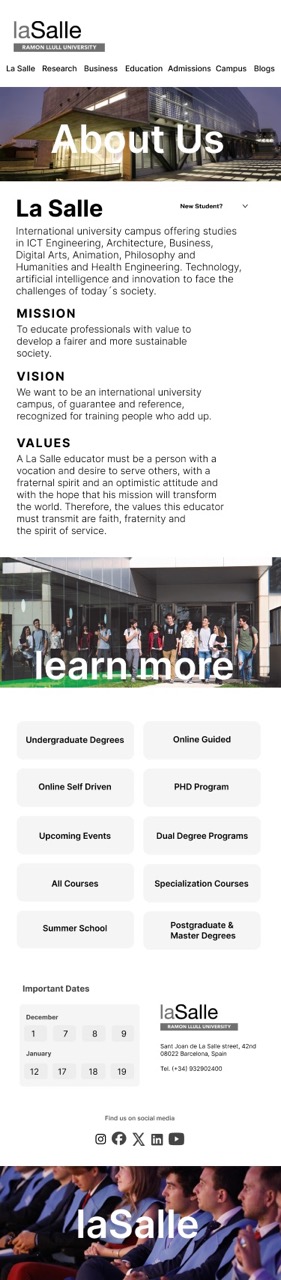 laSalle
RAMON LLULL UNIVERSITY
La Salle Research Business Education Admissions Campus Blogs
About Us
La Salle
New Student?
International university campus offering studies
in ICT Engineering, Architecture, Business,
Digital Arts, Animation, Philosophy and
Humanities and Health Engineering. Technology,
artificial intelligence and innovation to face the
challenges of today´s society.
MISSION
To educate professionals with value to
develop a fairer and more sustainable
society.
VISION
We want to be an international university
campus, of guarantee and reference,
recognized for training people who add up.
VALUES
A La Salle educator must be a person with a
vocation and desire to serve others, with a
fraternal spirit and an optimistic attitude and
with the hope that his mission will transform
the world. Therefore, the values this educator
must transmit are faith, fraternity and
the spirit of service.
learn more
Undergraduate Degrees
Online Guided
Online Self Driven
PHD Program
Upcoming Events
Dual Degree Programs
All Courses
Specialization Courses
Summer School
Postgraduate &
Master Degrees
Important Dates
December
1 7 8 9
January
12 17 18 19
laSalle
RAMON LLULL UNIVERSITY
Sant Joan de La Salle street, 42nd
08022 Barcelona, Spain
Tel. (+34) 932902400
Find us on social media
laSalle